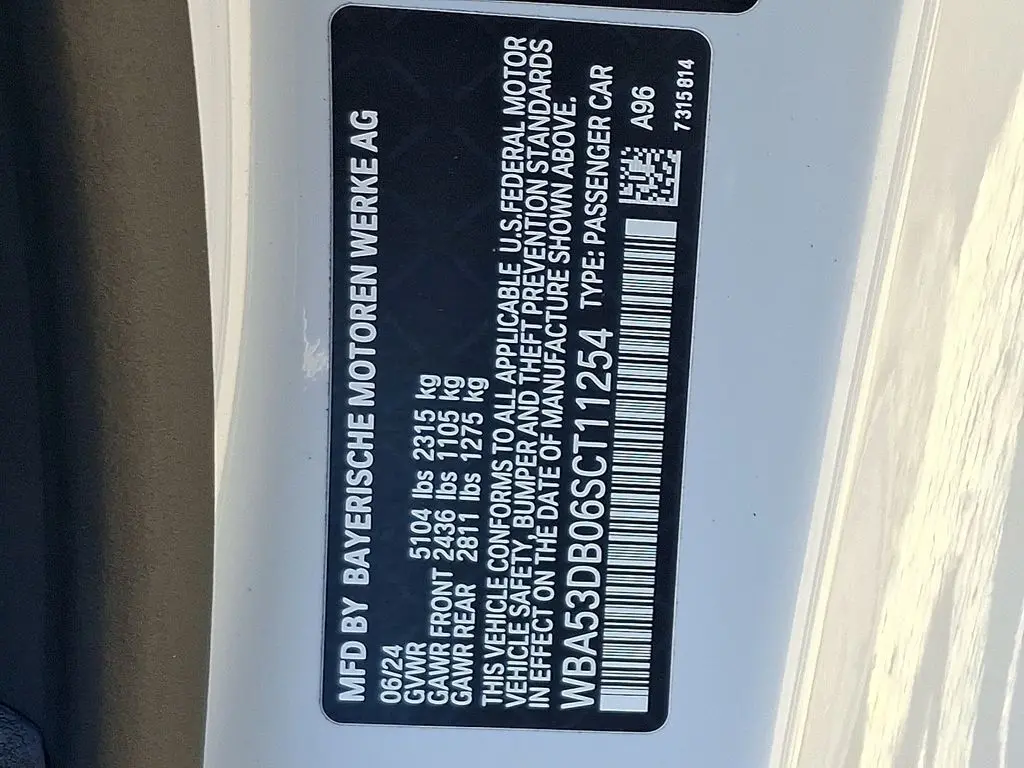 MFD BY BAYERISCHE MOTOREN WERKE AG
06/24
GVWR 5104 lbs 2315 kg
GAWR FRONT 2436 lbs 1105 kg
GAWR REAR 2811 lbs 1275 kg
THIS VEHICLE CONFORMS TO ALL APPLICABLE U.S.FEDERAL MOTOR
VEHICLE SAFETY, BUMPER AND THEFT PREVENTION STANDARDS
IN EFFECT ON THE DATE OF MANUFACTURE SHOWN ABOVE.
WBA53DB06SCT11254 TYPE: PASSENGER CAR
A96
7315814